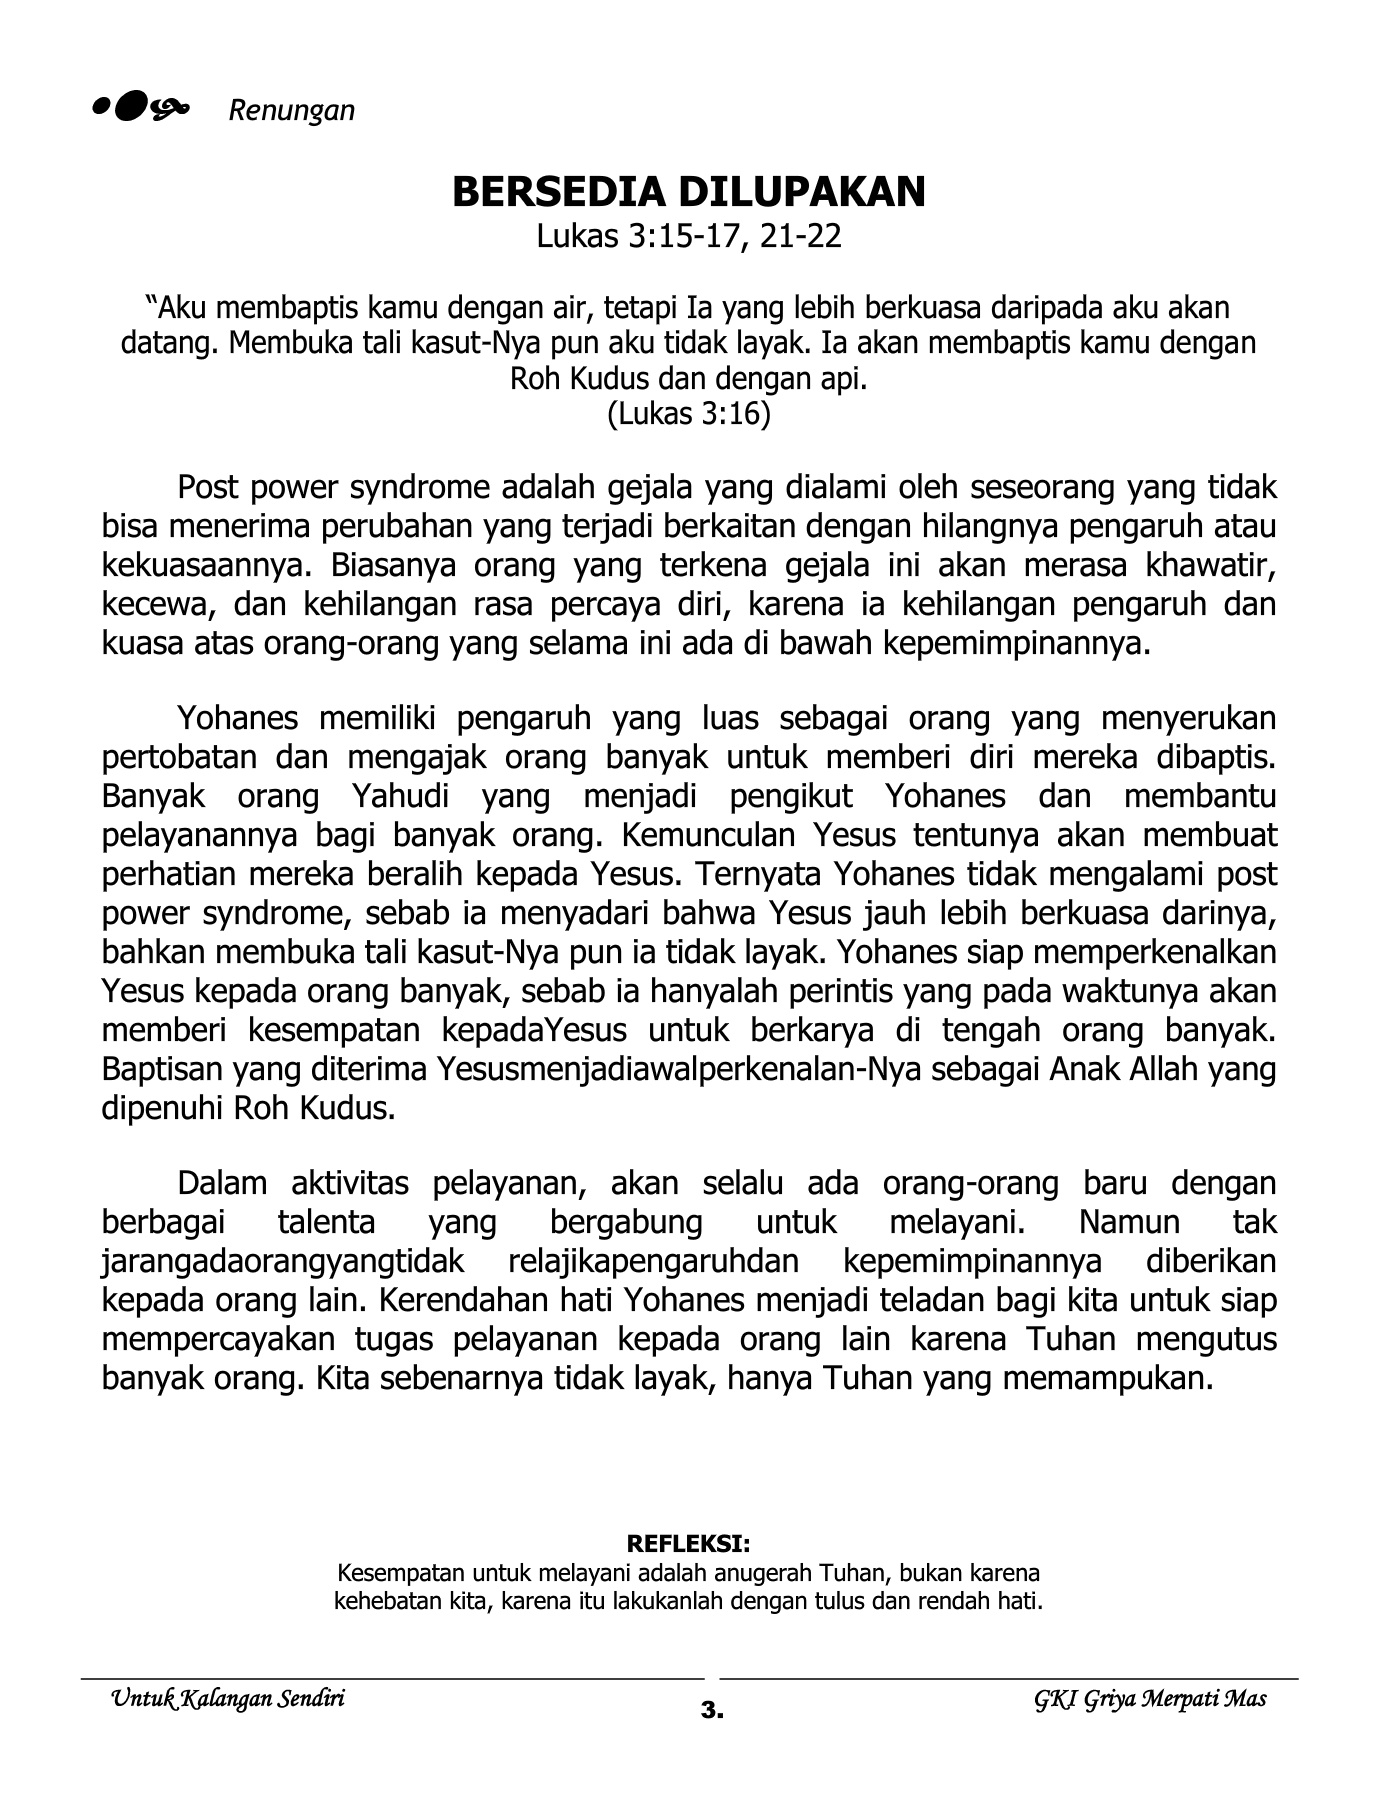 Renungan
BERSEDIA DILUPAKAN
Lukas 3:15-17, 21-22
“Aku membaptis kamu dengan air, tetapi Ia yang lebih berkuasa daripada aku akan
datang. Membuka tali kasut-Nya pun aku tidak layak. Ia akan membaptis kamu dengan
Roh Kudus dan dengan api.
(Lukas 3:16)
Post power syndrome adalah gejala yang dialami oleh seseorang yang tidak
bisa menerima perubahan yang terjadi berkaitan dengan hilangnya pengaruh atau
kekuasaannya. Biasanya orang yang terkena gejala ini akan merasa khawatir,
kecewa, dan kehilangan rasa percaya diri, karena ia kehilangan pengaruh dan
kuasa atas orang-orang yang selama ini ada di bawah kepemimpinannya.
Yohanes memiliki pengaruh yang luas sebagai orang yang menyerukan
pertobatan dan mengajak orang banyak untuk memberi diri mereka dibaptis.
Banyak orang Yahudi yang menjadi pengikut Yohanes dan membantu
pelayanannya bagi banyak orang. Kemunculan Yesus tentunya akan membuat
perhatian mereka beralih kepada Yesus. Ternyata Yohanes tidak mengalami post
power syndrome, sebab ia menyadari bahwa Yesus jauh lebih berkuasa darinya,
bahkan membuka tali kasut-Nya pun ia tidak layak. Yohanes siap memperkenalkan
Yesus kepada orang banyak, sebab ia hanyalah perintis yang pada waktunya akan
memberi kesempatan kepadaYesus untuk berkarya di tengah orang banyak.
Baptisan yang diterima Yesusmenjadiawalperkenalan-Nya sebagai Anak Allah yang
dipenuhi Roh Kudus.
Dalam aktivitas pelayanan, akan selalu ada orang-orang baru dengan
berbagai talenta yang bergabung untuk melayani. Namun tak
jarangadaorangyangtidak relajikapengaruhdan kepemimpinannya diberikan
kepada orang lain. Kerendahan hati Yohanes menjadi teladan bagi kita untuk siap
mempercayakan tugas pelayanan kepada orang lain karena Tuhan mengutus
banyak orang. Kita sebenarnya tidak layak, hanya Tuhan yang memampukan.
REFLEKSI:
Kesempatan untuk melayani adalah anugerah Tuhan, bukan karena
kehebatan kita, karena itu lakukanlah dengan tulus dan rendah hati.
Untuk Kalangan Sendiri
3.
GKI Griya Merpati Mas